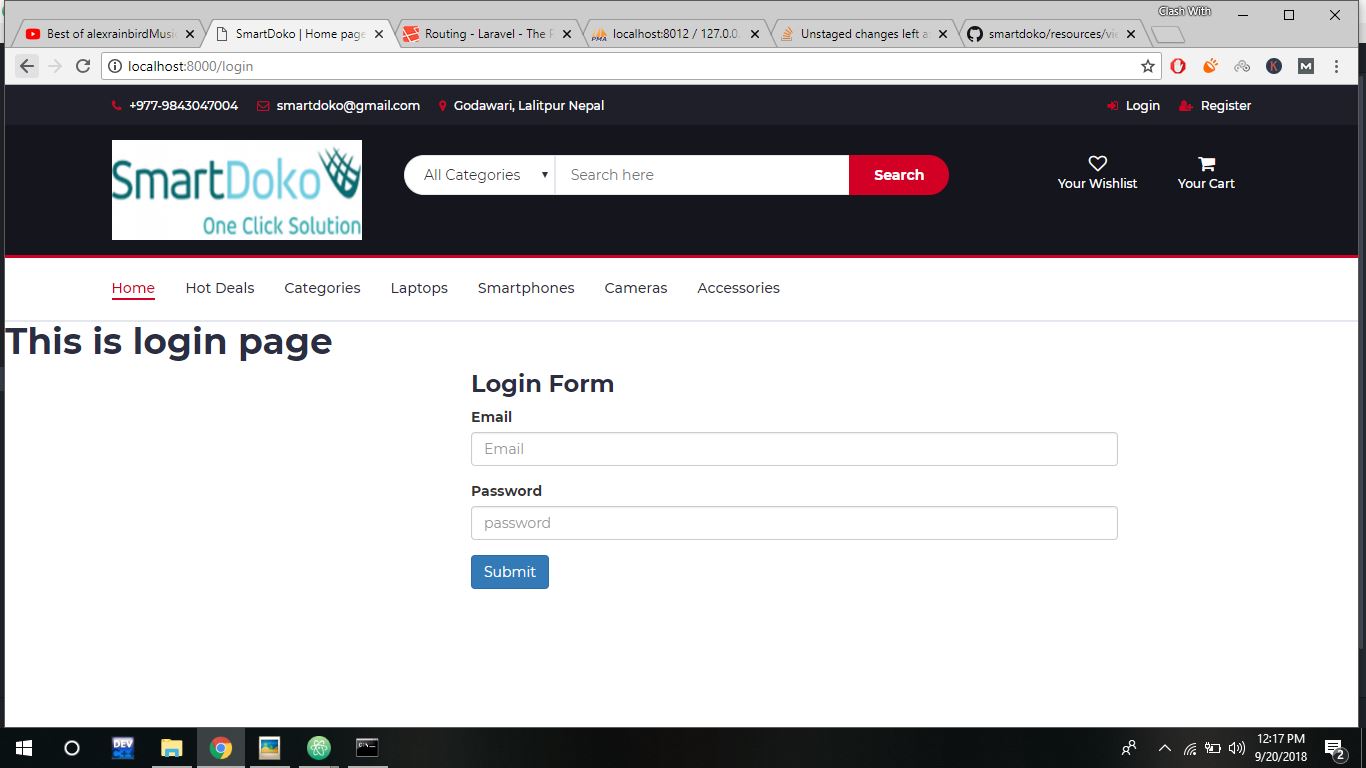 Clash With
Best of alexrainbirdMusi
SmartDoko | Home page
Routing - Laravel - The P
localhost:8012 / 127.0.0.
Unstaged changes left a
smartdoko/resources/vie
localhost:8000/login
+977-9843047004 smartdoko@gmail.com Godawari, Lalitpur Nepal Login Register
SmartDoko
One Click Solution
All Categories Search here Search
Your Wishlist Your Cart
Home Hot Deals Categories Laptops Smartphones Cameras Accessories
This is login page
Login Form
Email
Email
Password
password
Submit
DEV
12:17 PM
9/20/2018
2